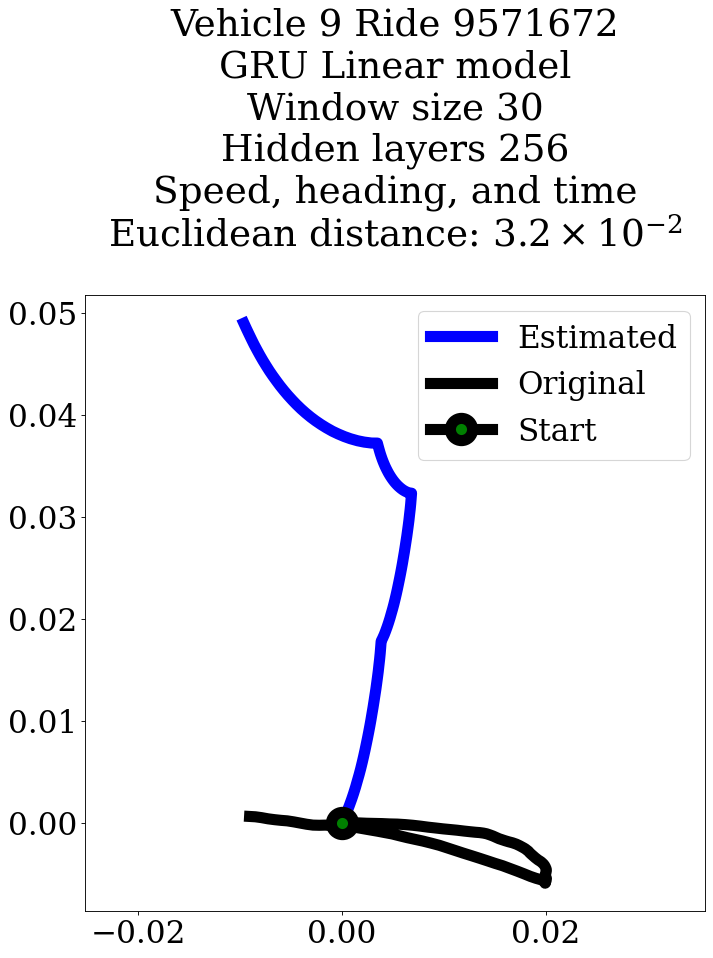 Vehicle 9 Ride 9571672
GRU Linear model
Window size 30
Hidden layers 256
Speed, heading, and time
Euclidean distance: 3.2 × 10⁻²
0.05
0.04
0.03
0.02
0.01
0.00
−0.02
0.00
0.02
Estimated
Original
Start